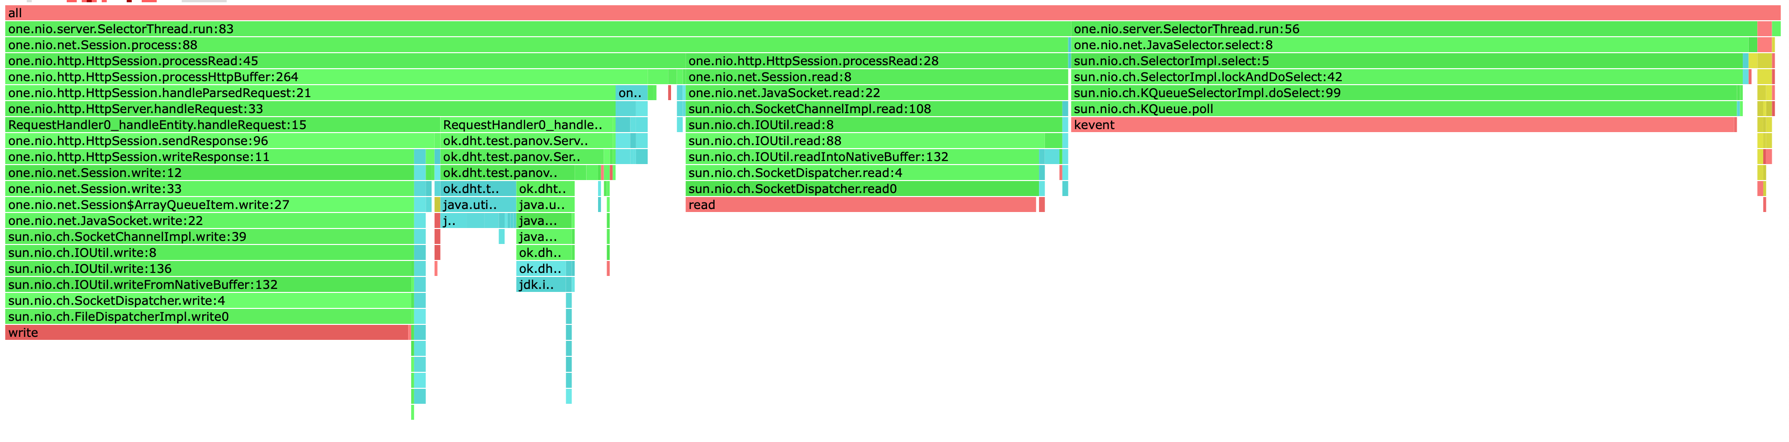 all
one.nio.server.SelectorThread.run:83 one.nio.server.SelectorThread.run:56
one.nio.net.Session.process:88 one.nio.net.JavaSelector.select:8
one.nio.http.HttpSession.processRead:45 one.nio.http.HttpSession.processRead:28 sun.nio.ch.SelectorImpl.select:5
one.nio.http.HttpSession.processHttpBuffer:264 one.nio.net.Session.read:8 sun.nio.ch.SelectorImpl.lockAndDoSelect:42
one.nio.http.HttpSession.handleParsedRequest:21 on.. one.nio.net.JavaSocket.read:22 sun.nio.ch.KQueueSelectorImpl.doSelect:99
one.nio.http.HttpServer.handleRequest:33 sun.nio.ch.SocketChannelImpl.read:108 sun.nio.ch.KQueue.poll
RequestHandler0_handleEntity.handleRequest:15 RequestHandler0_handle.. sun.nio.ch.IOUtil.read:8 kevent
one.nio.http.HttpSession.sendResponse:96 ok.dht.test.panov.Serv.. sun.nio.ch.IOUtil.read:88
one.nio.http.HttpSession.writeResponse:11 ok.dht.test.panov.Ser.. sun.nio.ch.IOUtil.readIntoNativeBuffer:132
one.nio.net.Session.write:12 ok.dht.test.panov.. sun.nio.ch.SocketDispatcher.read:4
one.nio.net.Session.write:33 ok.dht.t.. ok.dht.. sun.nio.ch.SocketDispatcher.read0
one.nio.net.Session$ArrayQueueItem.write:27 java.uti.. java.u.. read
one.nio.net.JavaSocket.write:22 j.. java...
sun.nio.ch.SocketChannelImpl.write:39 java...
sun.nio.ch.IOUtil.write:8 ok.dh..
sun.nio.ch.IOUtil.write:136 ok.dh..
sun.nio.ch.IOUtil.writeFromNativeBuffer:132 jdk.i..
sun.nio.ch.SocketDispatcher.write:4
sun.nio.ch.FileDispatcherImpl.write0
write